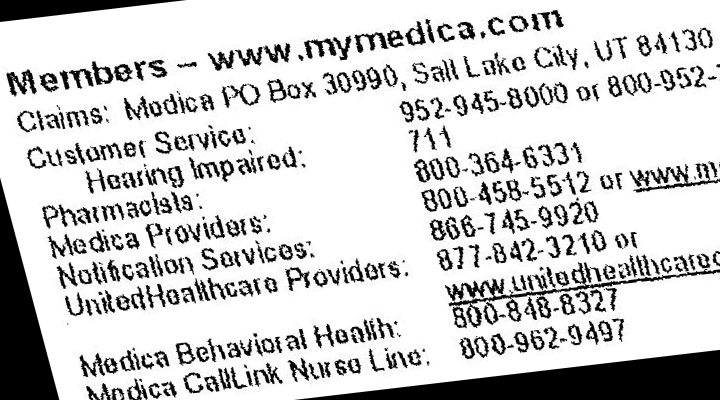 Members – www.mymedica.com
Claims: Medica PO Box 30990, Salt Lake City, UT 84130
Customer Service: 952-945-8000 or 800-952-
Hearing Impaired: 711
Pharmacists: 800-364-6331
Medica Providers: 800-458-5512 or www.m
Notification Services: 866-745-9920
UnitedHealthcare Providers: 877-842-3210 or
www.unitedhealthcare
Medica Behavioral Health: 800-848-8327
Medica CallLink Nurse Line: 800-962-9497